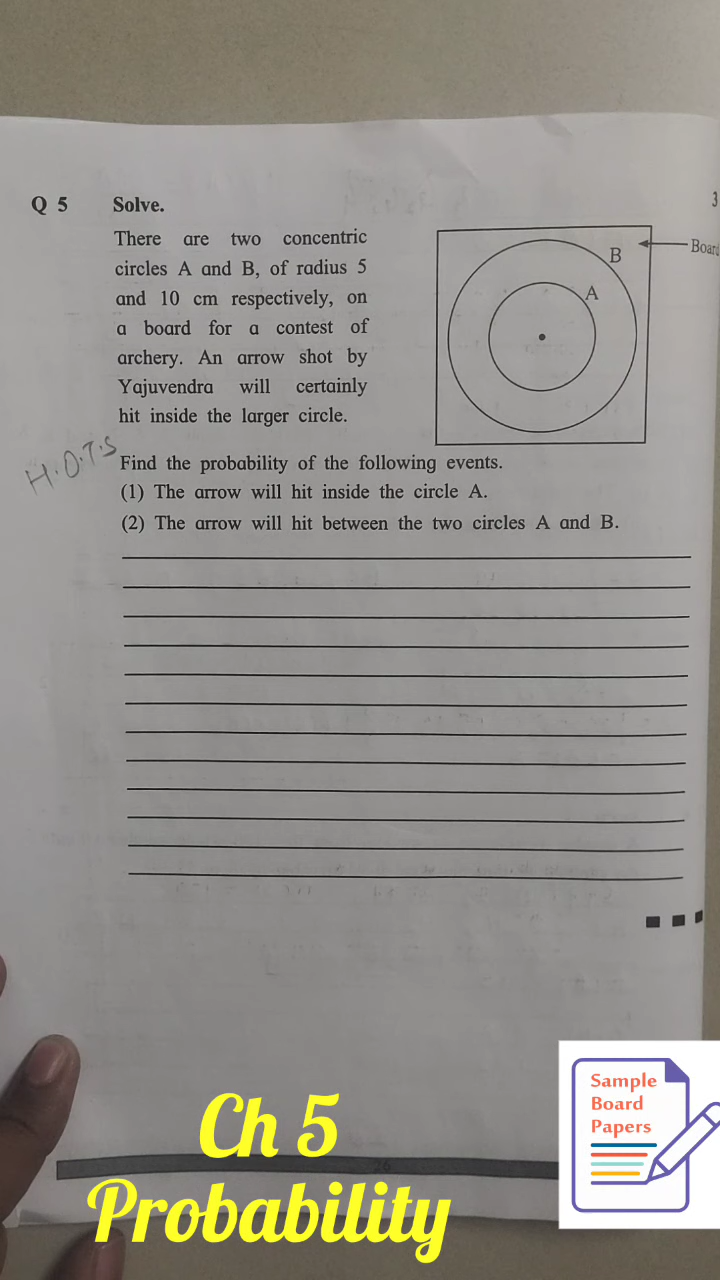 Q 5 Solve.
3
There are two concentric
circles A and B, of radius 5
and 10 cm respectively, on
a board for a contest of
archery. An arrow shot by
Yajuvendra will certainly
hit inside the larger circle.
B
A
Board
H.O.T.S
Find the probability of the following events.
(1) The arrow will hit inside the circle A.
(2) The arrow will hit between the two circles A and B.
Sample
Board
Papers
Ch 5
26
Probability